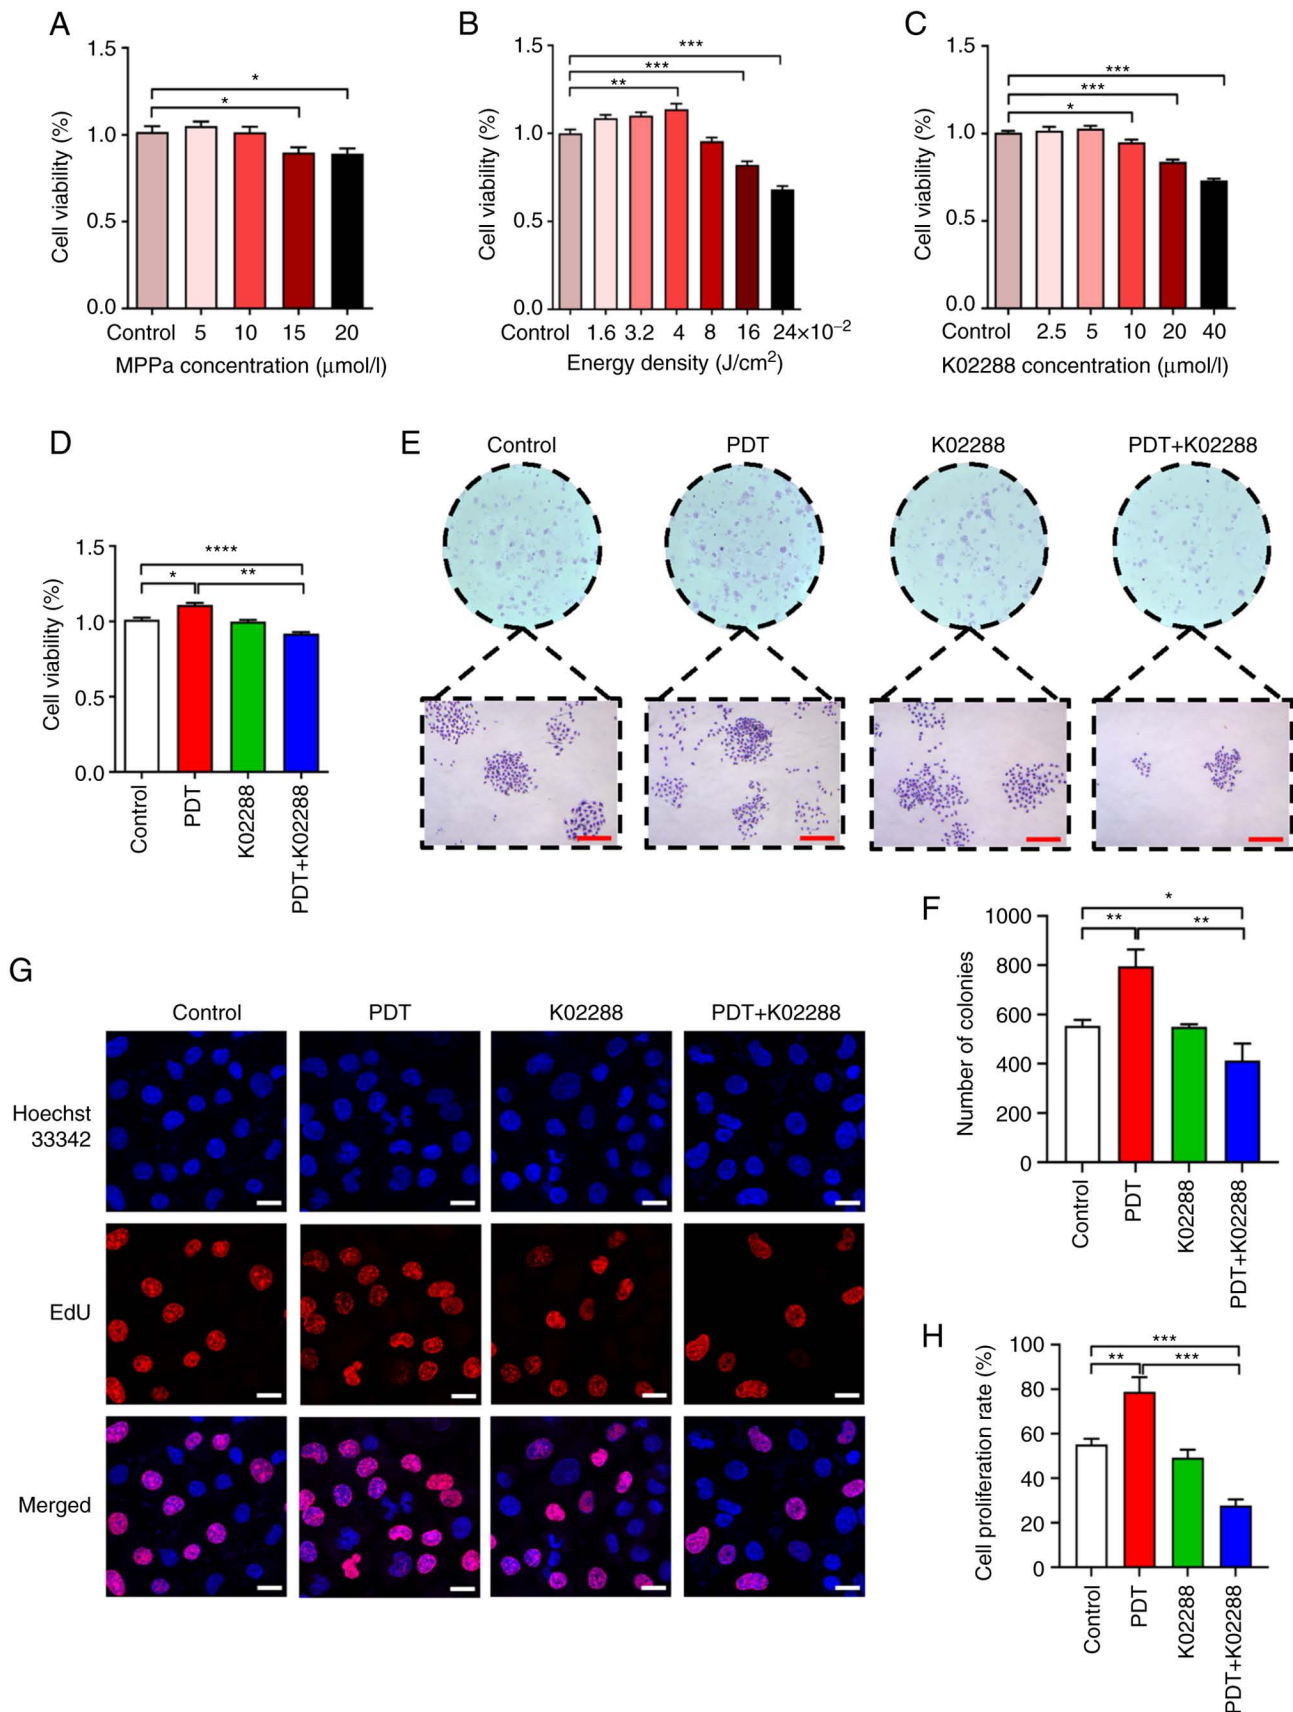 A
1.5
1.0
0.5
0.0
Cell viability (%)
*
*
Control 5 10 15 20
MPPa concentration (μmol/l)
B
1.5
1.0
0.5
0.0
Cell viability (%)
***
***
**
Control 1.6 3.2 4 8 16 24×10⁻²
Energy density (J/cm²)
C
1.5
1.0
0.5
0.0
Cell viability (%)
***
***
*
Control 2.5 5 10 20 40
K02288 concentration (μmol/l)
D
1.5
1.0
0.5
0.0
Cell viability (%)
****
* **
Control
PDT
K02288
PDT+K02288
E
Control PDT K02288 PDT+K02288
F
1000
800
600
400
200
0
Number of colonies
*
** **
Control
PDT
K02288
PDT+K02288
G
Control PDT K02288 PDT+K02288
Hoechst
33342
EdU
Merged
H
100
80
60
40
20
0
Cell proliferation rate (%)
***
** ***
Control
PDT
K02288
PDT+K02288